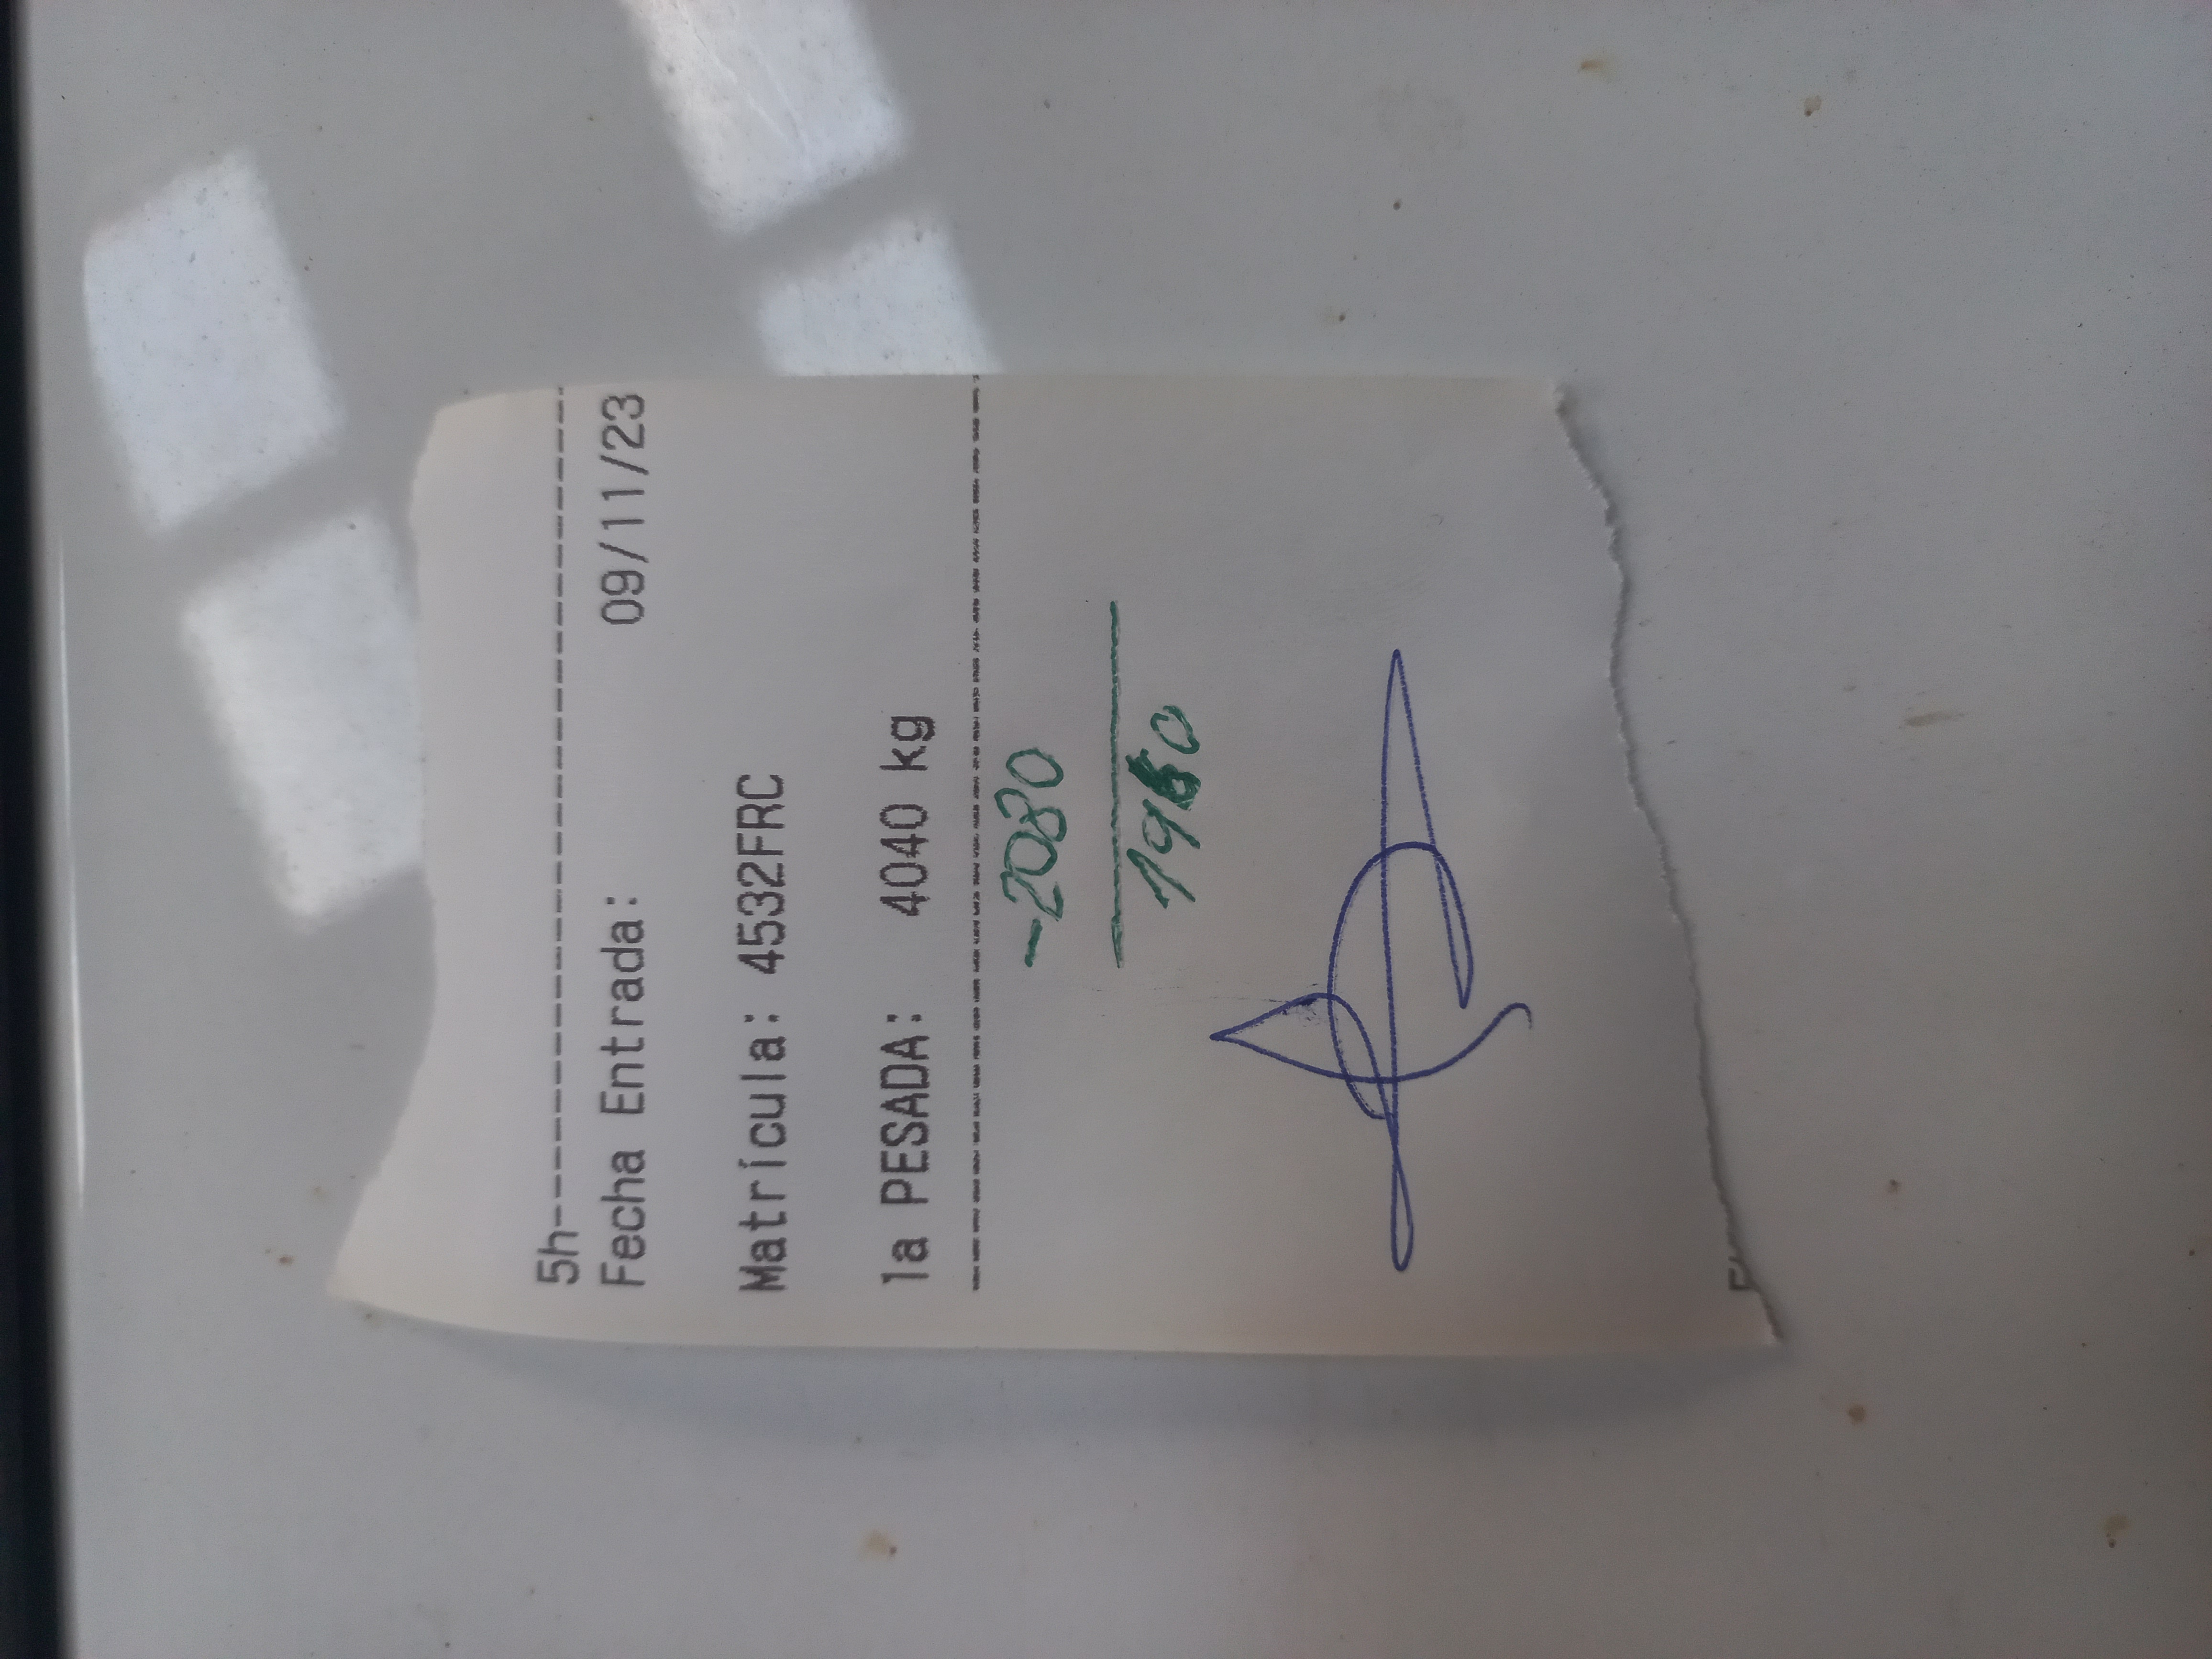 5h--------------------------------
Fecha Entrada: 09/11/23
Matrícula: 4532FRC
1a PESADA: 4040 kg
-2080
1960